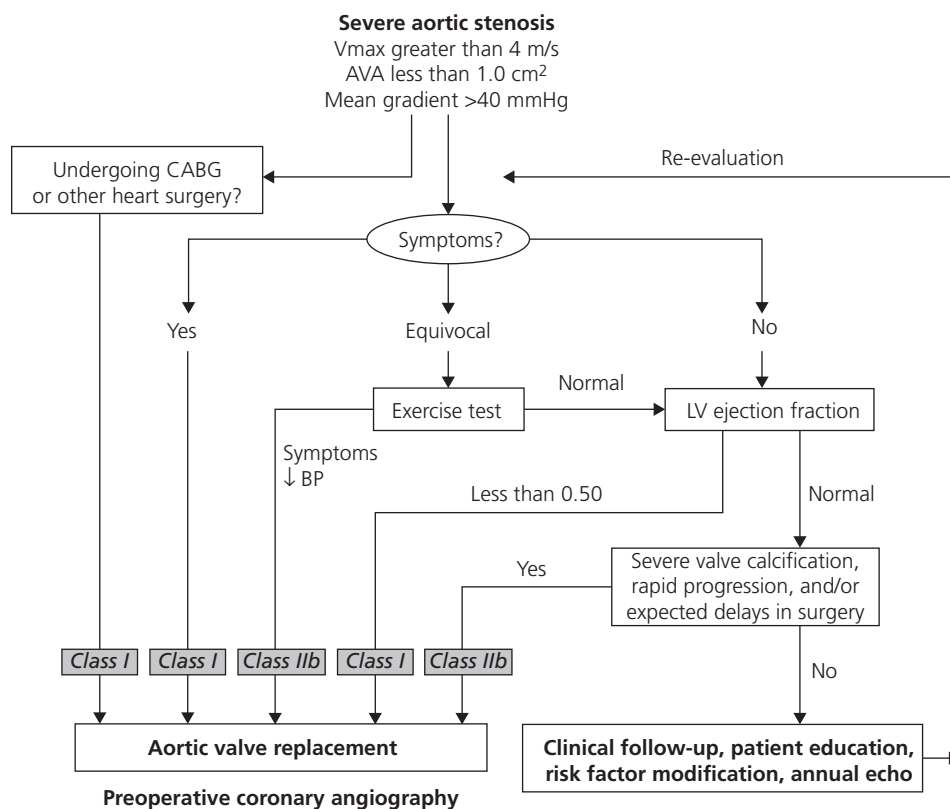 Severe aortic stenosis
Vmax greater than 4 m/s
AVA less than 1.0 cm²
Mean gradient >40 mmHg
Undergoing CABG
or other heart surgery?
Re-evaluation
Symptoms?
Yes
Equivocal
No
Exercise test
Normal
LV ejection fraction
Symptoms
↓ BP
Less than 0.50
Normal
Yes
Severe valve calcification,
rapid progression, and/or
expected delays in surgery
Class I
Class I
Class IIb
Class I
Class IIb
No
Aortic valve replacement
Clinical follow-up, patient education,
risk factor modification, annual echo
Preoperative coronary angiography